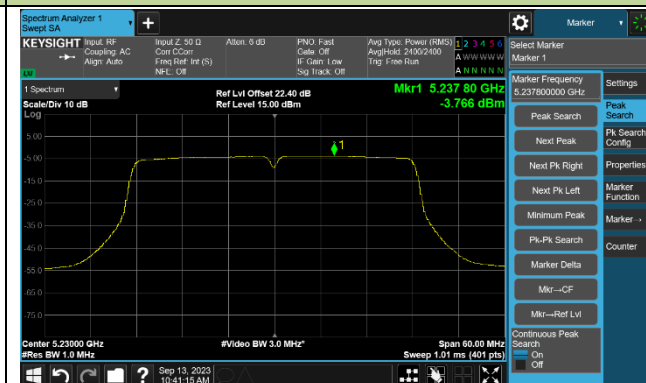 Spectrum Analyzer 1
Swept SA
+
Marker
KEYSIGHT
Input: RF
Coupling: AC
Align: Auto
Input Z: 50 Ω
Corr CCorr
Freq Ref: Int (S)
NFE: Off
Atten: 6 dB
PNO: Fast
Gate: Off
IF Gain: Low
Sig Track: Off
Avg Type: Power (RMS)
Avg|Hold: 2400/2400
Trig: Free Run
1 2 3 4 5 6
A WWWWW
A N N N N N
Select Marker
Marker 1
LM
1 Spectrum
Scale/Div 10 dB
Log
Ref Lvl Offset 22.40 dB
Ref Level 15.00 dBm
Mkr1 5.237 80 GHz
-3.766 dBm
1
5.00
-5.00
-15.0
-25.0
-35.0
-45.0
-55.0
-65.0
-75.0
Center 5.23000 GHz
#Res BW 1.0 MHz
#Video BW 3.0 MHz*
Span 60.00 MHz
Sweep 1.01 ms (401 pts)
Marker Frequency
5.237800000 GHz
Peak Search
Next Peak
Next Pk Right
Next Pk Left
Minimum Peak
Pk-Pk Search
Marker Delta
Mkr→CF
Mkr→Ref Lvl
Continuous Peak
Search
On
Off
Settings
Peak
Search
Pk Search
Config
Properties
Marker
Function
Marker→
Counter
?
Sep 13, 2023
10:41:15 AM